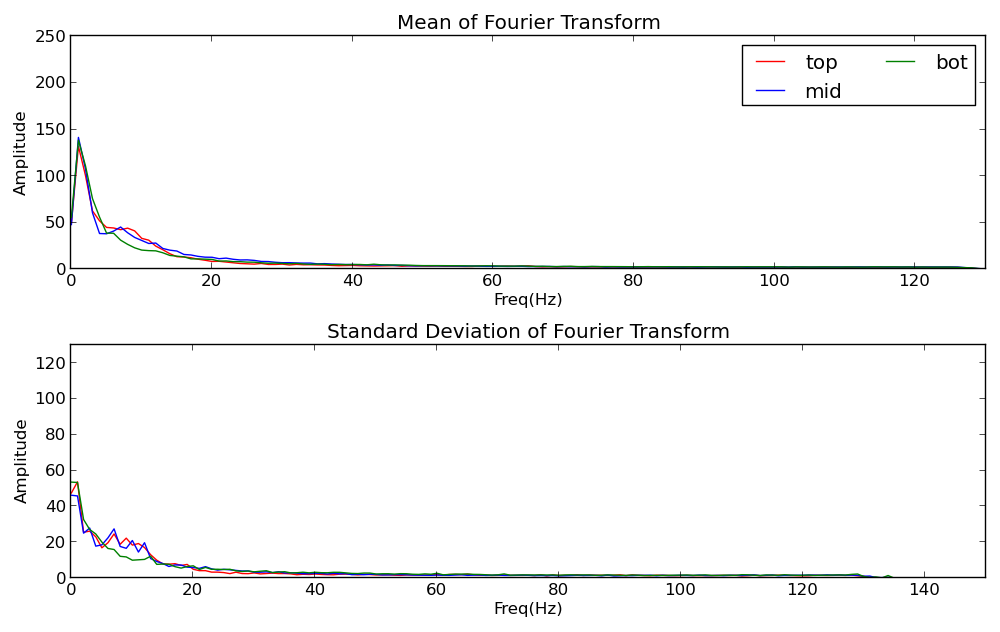 Mean of Fourier Transform
250
200
150
100
50
0
Amplitude
top
mid
bot
0 20 40 60 80 100 120
Freq(Hz)
Standard Deviation of Fourier Transform
120
100
80
60
40
20
0
Amplitude
0 20 40 60 80 100 120 140
Freq(Hz)